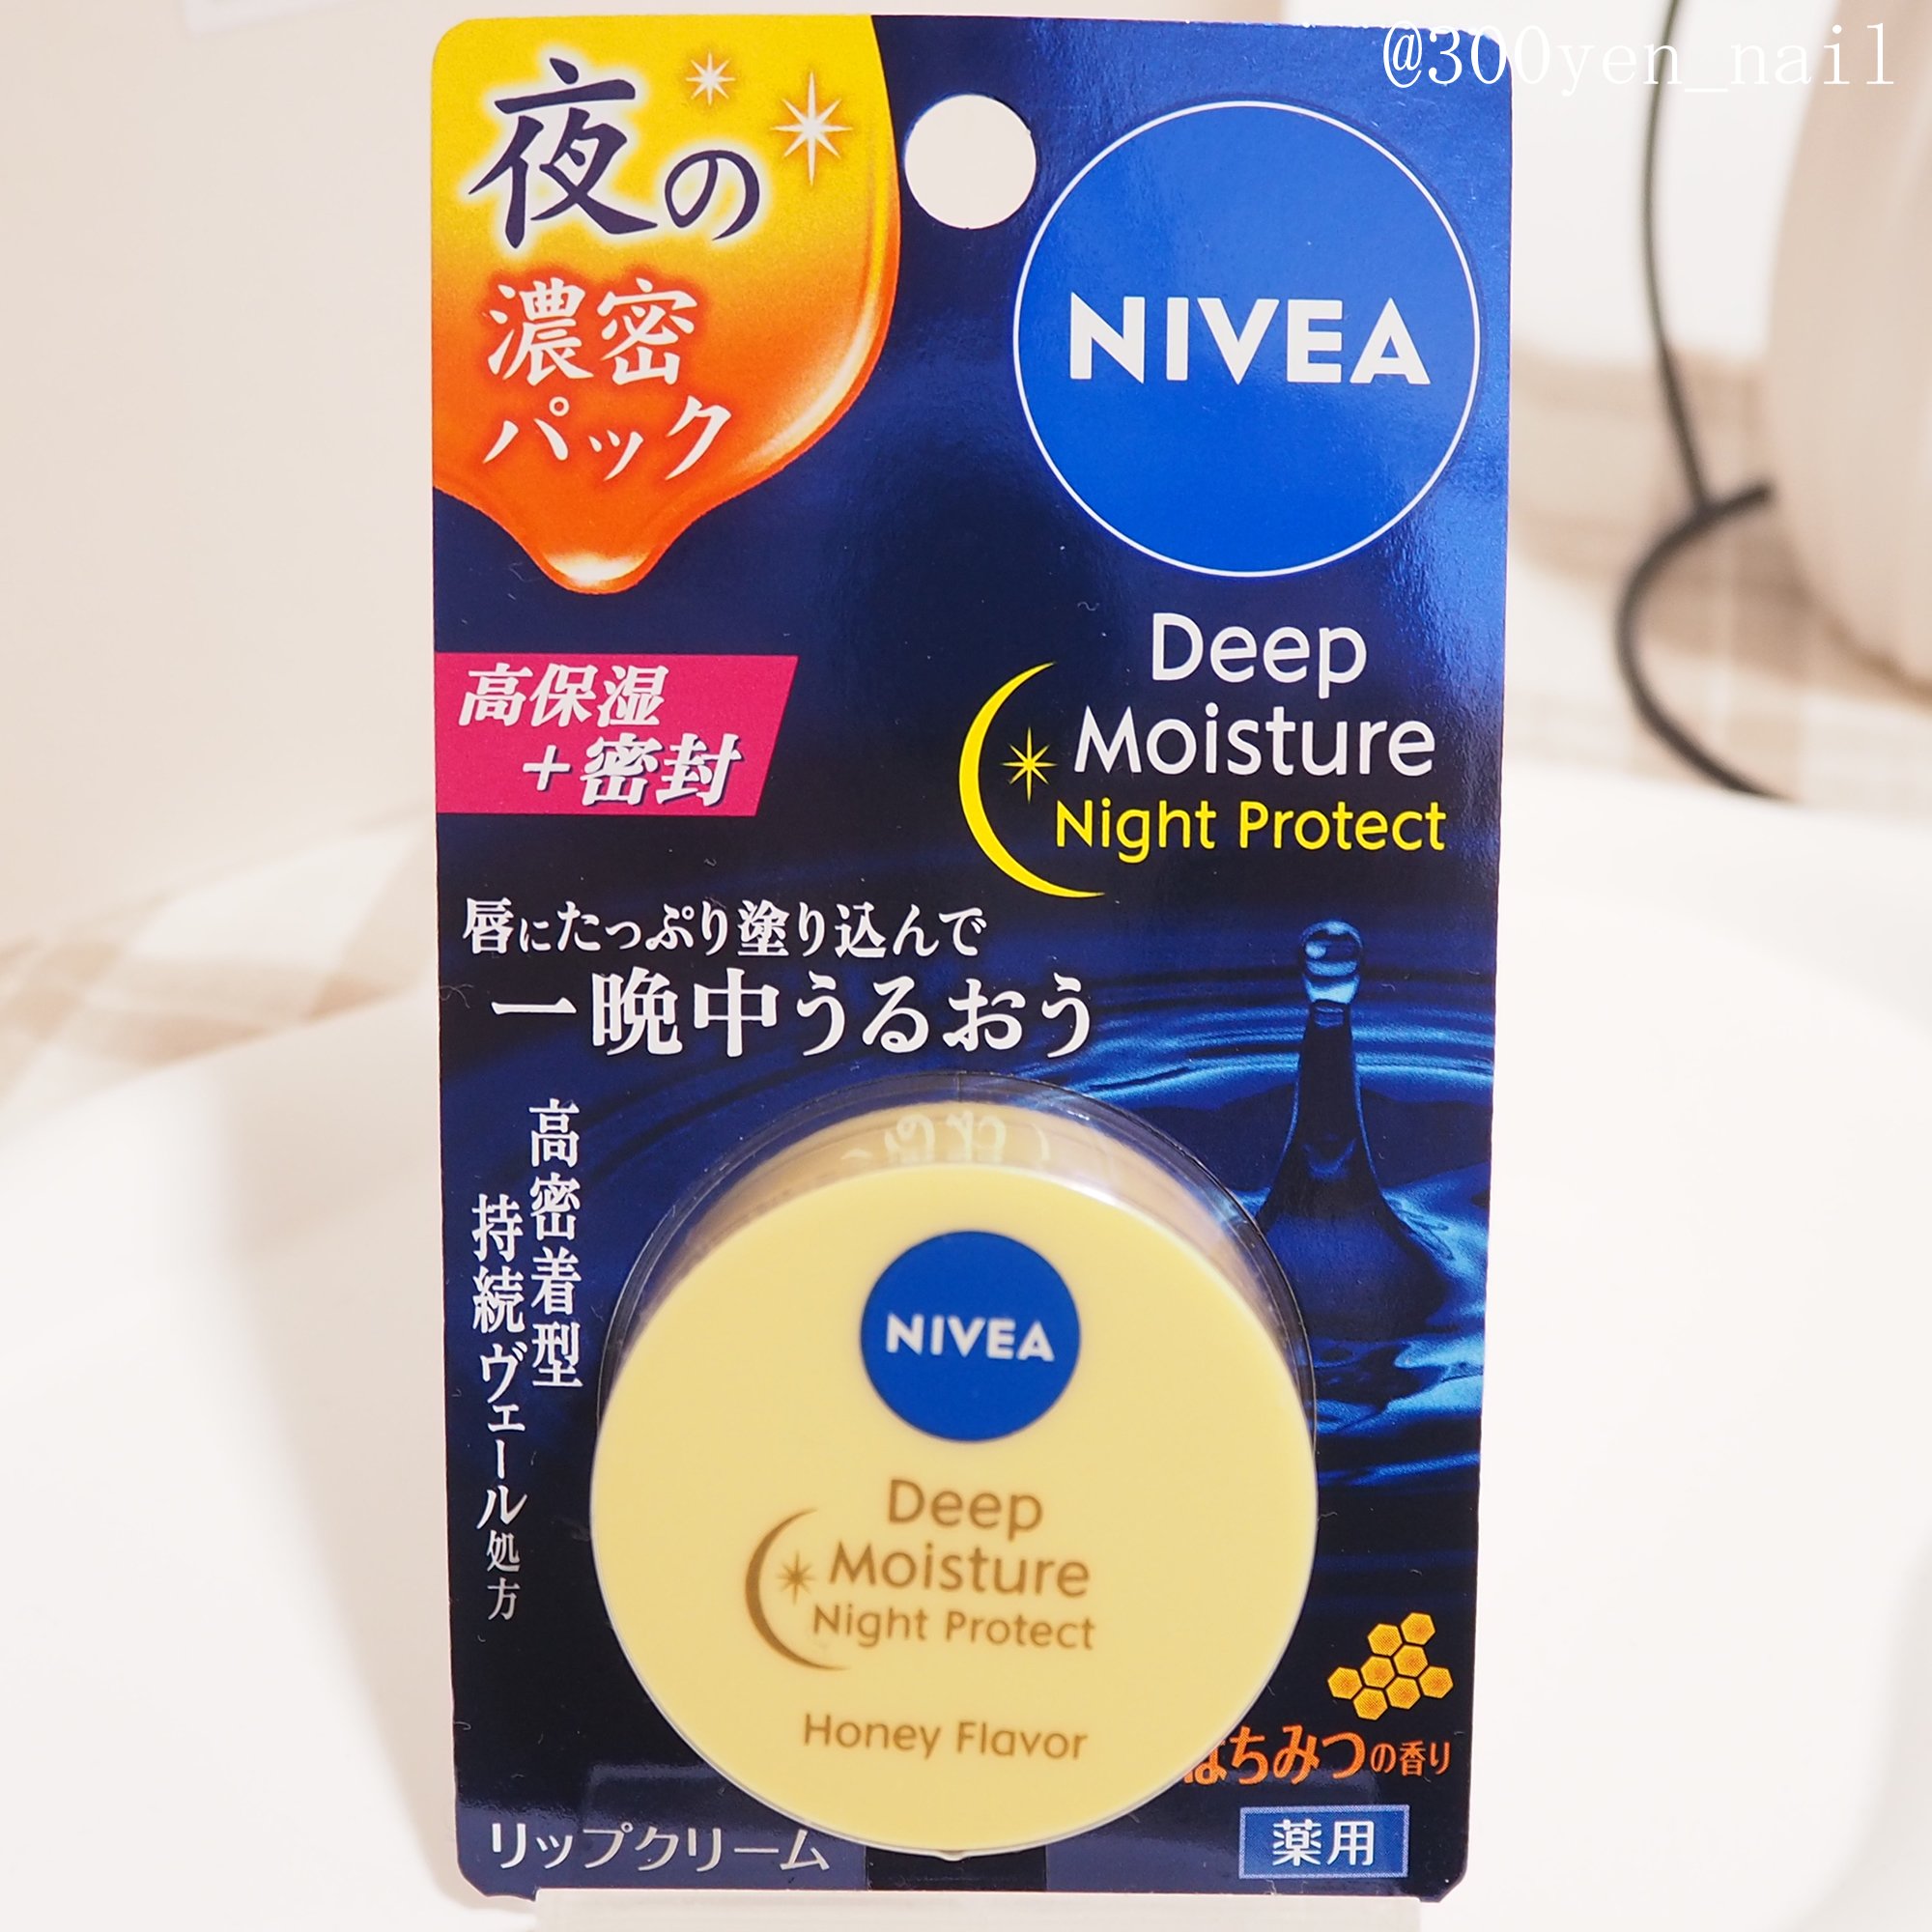 @300yen_nail
夜の
濃密
パック
NIVEA
高保湿
+密封
Deep
Moisture
Night Protect
唇にたっぷり塗り込んで
一晩中うるおう
高密着型
持続ヴェール処方
NIVEA
Deep
Moisture
Night Protect
Honey Flavor
はちみつの香り
リップクリーム
薬用